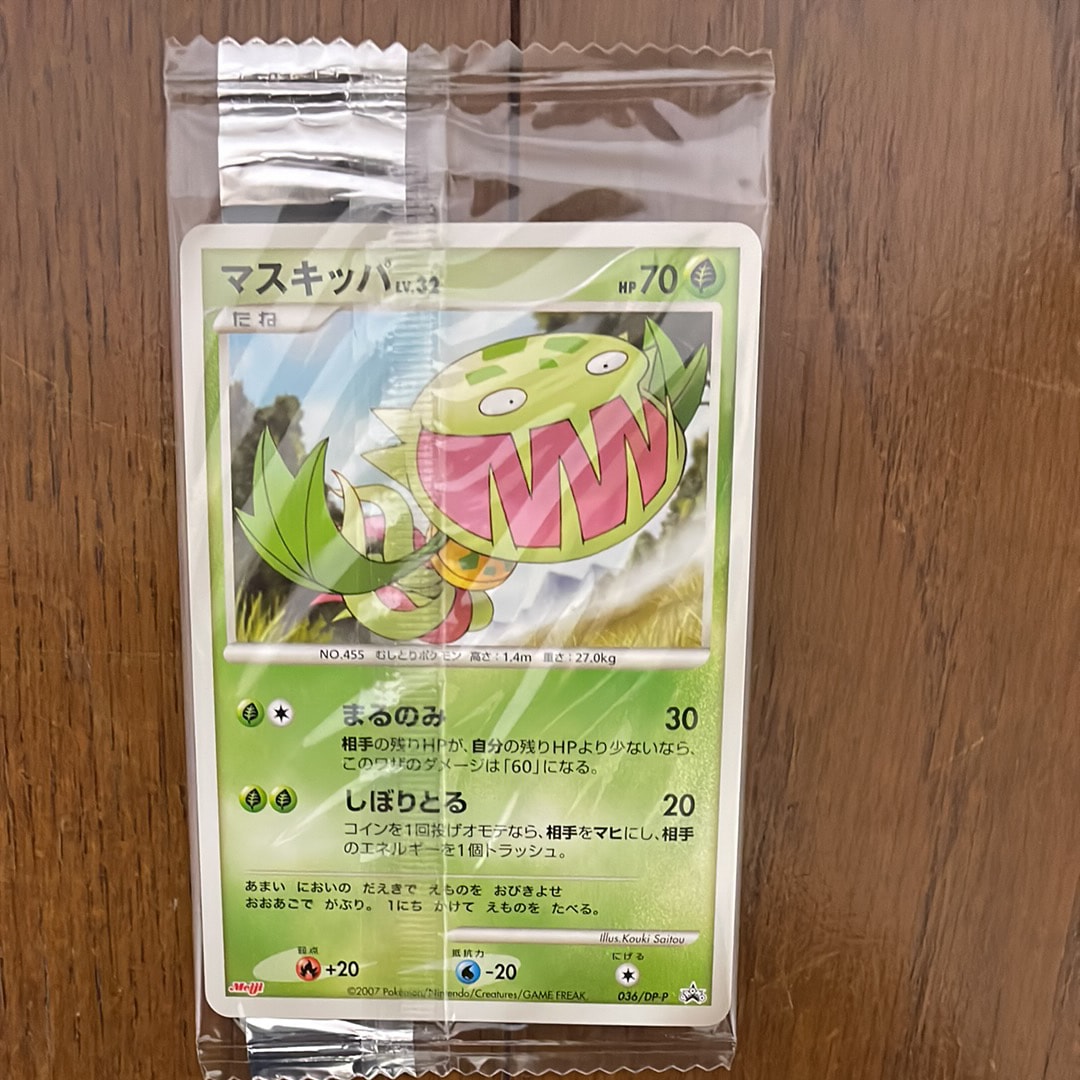 マスキッパ LV.32 HP 70
たね
NO.455 むしとりポケモン 高さ:1.4m 重さ:27.0kg
まるのみ 30
相手の残りHPが、自分の残りHPより少ないなら、
このワザのダメージは「60」になる。
しぼりとる 20
コインを1回投げオモテなら、相手をマヒにし、相手
のエネルギーを1個トラッシュ。
あまい においの だえきで えものを おびきよせ
おおあごで がぶり。 1にち かけて えものを たべる。
Illus. Kouki Saitou
弱点 +20 抵抗力 -20 にげる
Meiji ©2007 Pokémon/Nintendo/Creatures/GAME FREAK. 036/DP-P